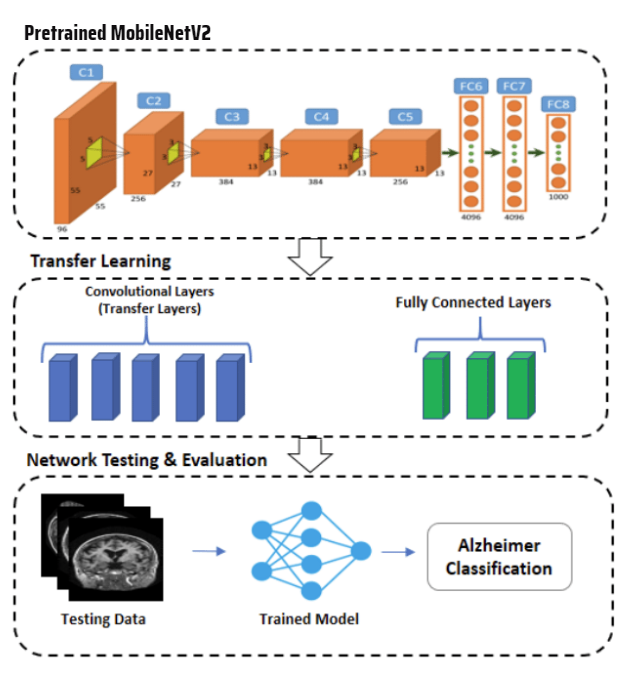 Pretrained MobileNetV2
C1
C2
C3
C4
C5
FC6
FC7
FC8
5
5
55
55
96
3
3
27
27
256
3
3
13
13
384
3
3
13
13
384
13
13
256
4096
4096
1000
Transfer Learning
Convolutional Layers
(Transfer Layers)
Fully Connected Layers
Network Testing & Evaluation
Testing Data
Trained Model
Alzheimer
Classification